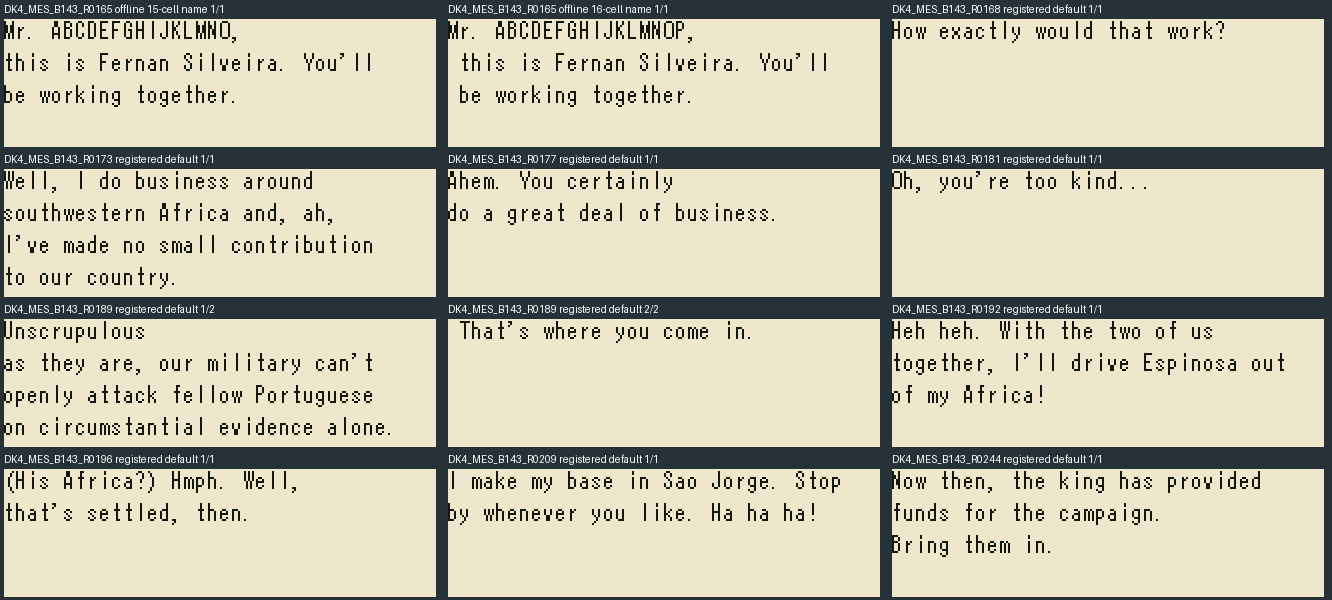 DK4_MES_B143_R0165 offline 15-cell name 1/1
Mr. ABCDEFGHIJKLMNO,
this is Fernan Silveira. You'll
be working together.
DK4_MES_B143_R0165 offline 16-cell name 1/1
Mr. ABCDEFGHIJKLMNOP,
this is Fernan Silveira. You'll
be working together.
DK4_MES_B143_R0168 registered default 1/1
How exactly would that work?
DK4_MES_B143_R0173 registered default 1/1
Well, I do business around
southwestern Africa and, ah,
I've made no small contribution
to our country.
DK4_MES_B143_R0177 registered default 1/1
Ahem. You certainly
do a great deal of business.
DK4_MES_B143_R0181 registered default 1/1
Oh, you're too kind...
DK4_MES_B143_R0189 registered default 1/2
Unscrupulous
as they are, our military can't
openly attack fellow Portuguese
on circumstantial evidence alone.
DK4_MES_B143_R0189 registered default 2/2
That's where you come in.
DK4_MES_B143_R0192 registered default 1/1
Heh heh. With the two of us
together, I'll drive Espinosa out
of my Africa!
DK4_MES_B143_R0196 registered default 1/1
(His Africa?) Hmph. Well,
that's settled, then.
DK4_MES_B143_R0209 registered default 1/1
I make my base in Sao Jorge. Stop
by whenever you like. Ha ha ha!
DK4_MES_B143_R0244 registered default 1/1
Now then, the king has provided
funds for the campaign.
Bring them in.